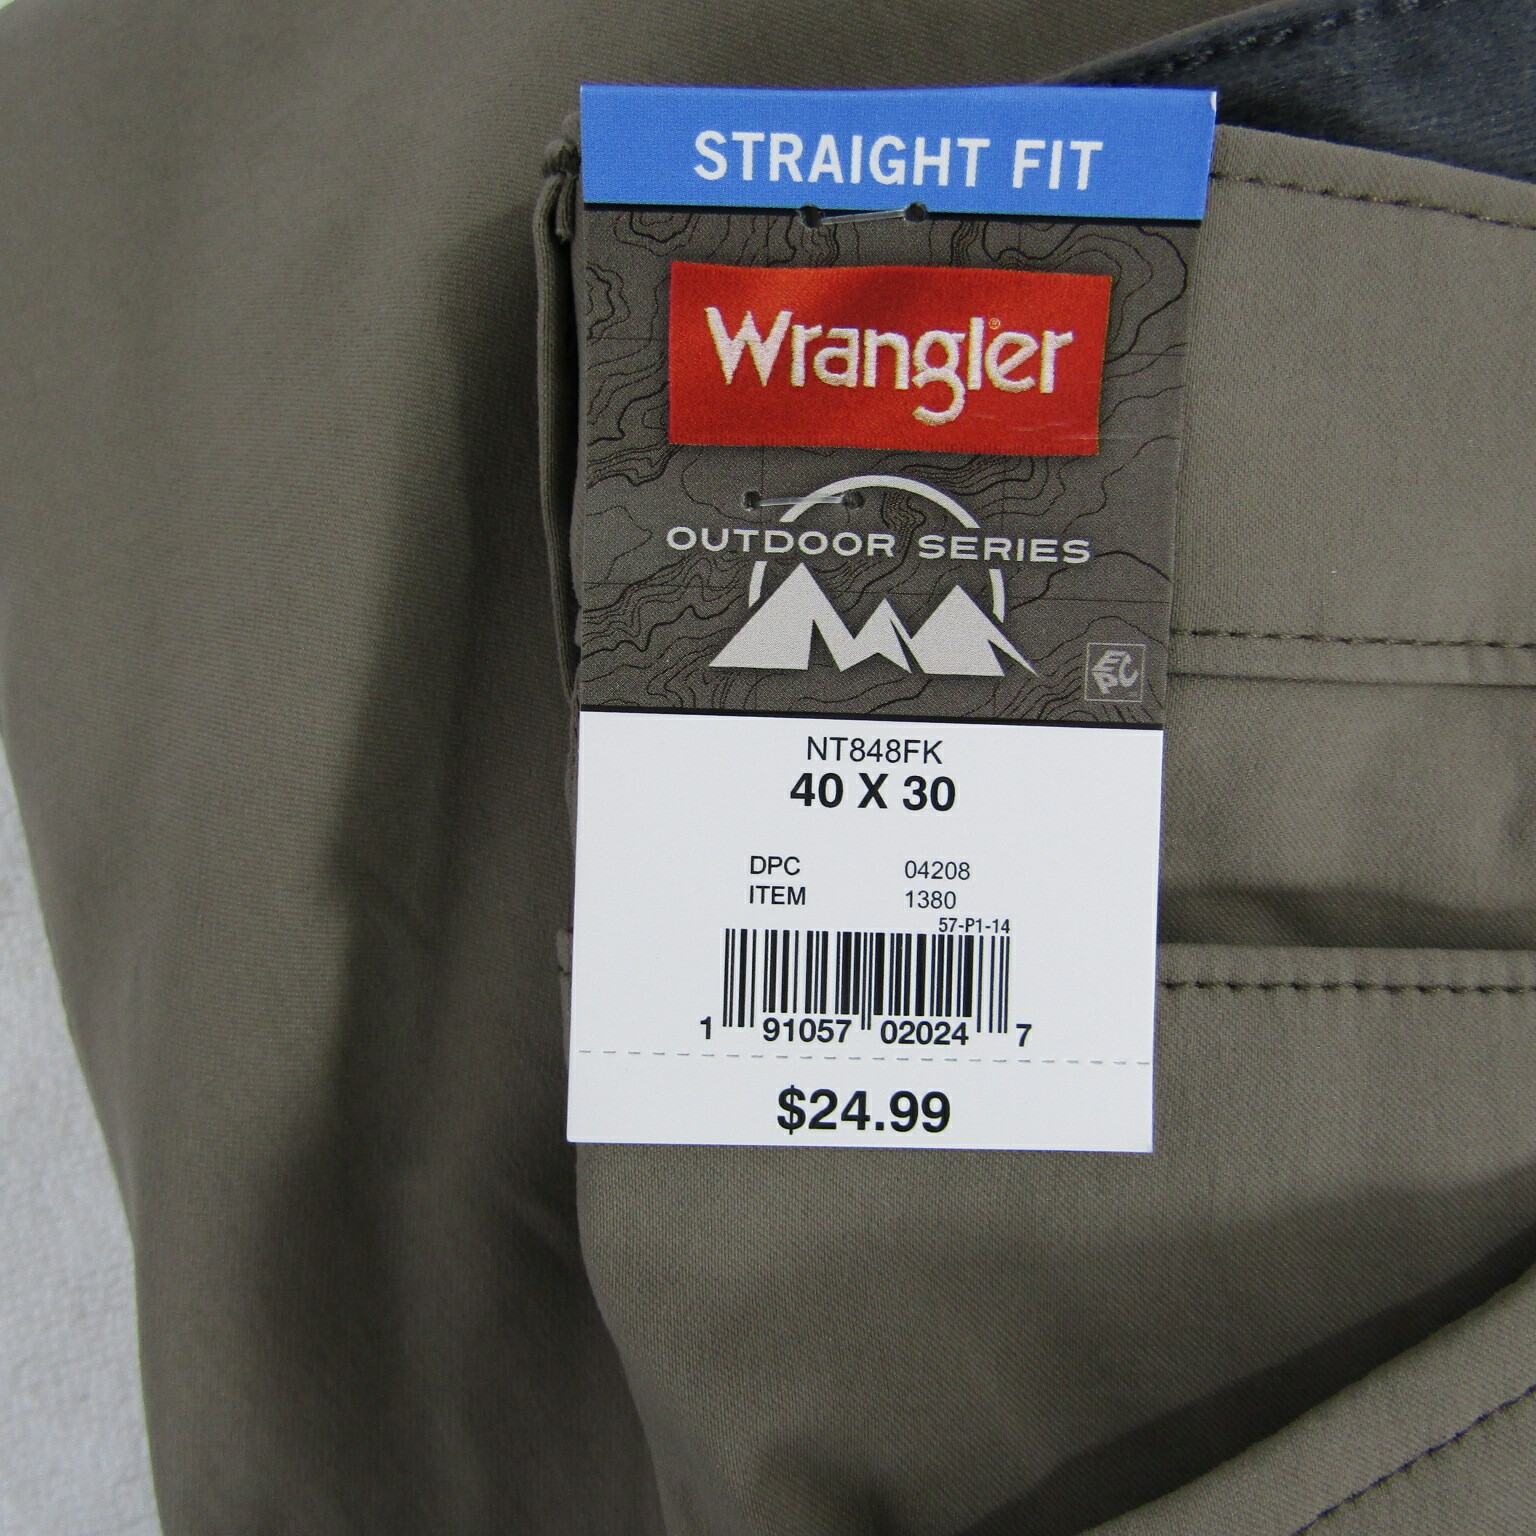 STRAIGHT FIT
Wrangler®
OUTDOOR SERIES
EPC
NT848FK
40 X 30
DPC 04208
ITEM 1380
57-P1-14
1 91057 02024 7
$24.99